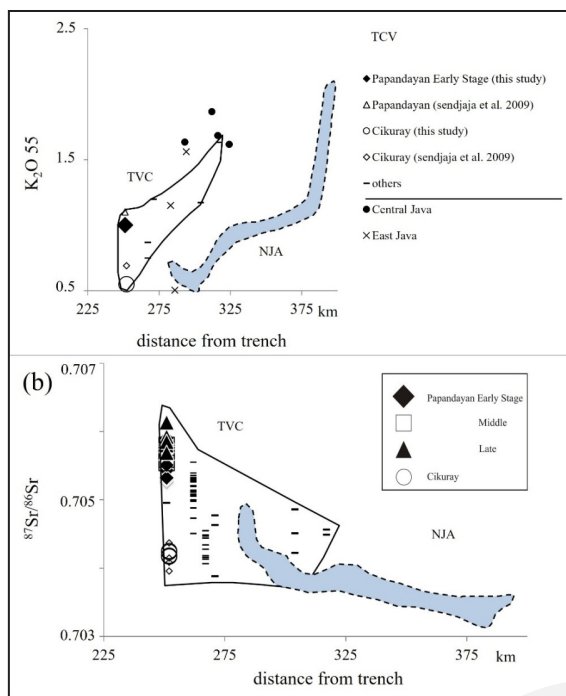 2.5
TCV
Papandayan Early Stage (this study)
Papandayan (sendjaja et al. 2009)
Cikuray (this study)
Cikuray (sendjaja et al. 2009)
others
Central Java
East Java
K₂O 55
1.5
TVC
NJA
0.5
225
275
325
375
km
distance from trench
0.707
(b)
Papandayan Early Stage
Middle
Late
Cikuray
TVC
⁸⁷Sr/⁸⁶Sr
0.705
NJA
0.703
225
275
325
375
km
distance from trench